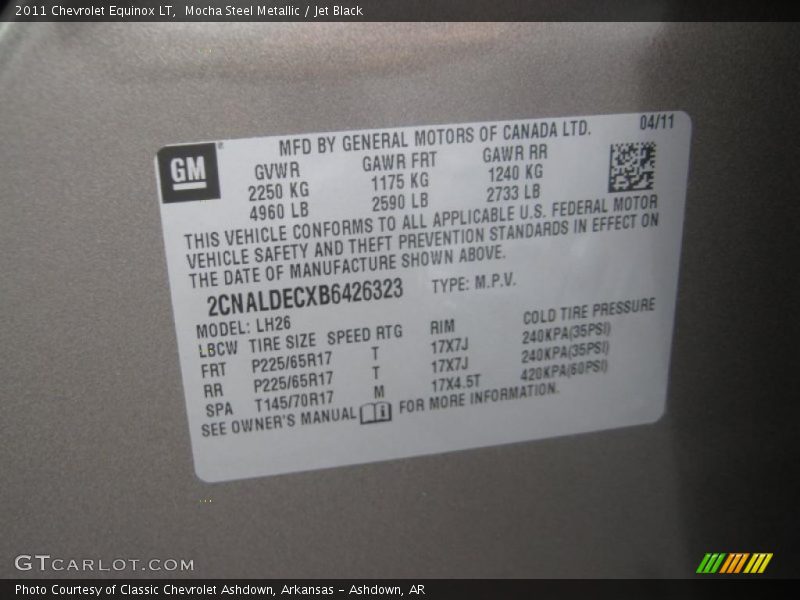 2011 Chevrolet Equinox LT, Mocha Steel Metallic / Jet Black
GM
MFD BY GENERAL MOTORS OF CANADA LTD. 04/11
GVWR GAWR FRT GAWR RR
2250 KG 1175 KG 1240 KG
4960 LB 2590 LB 2733 LB
THIS VEHICLE CONFORMS TO ALL APPLICABLE U.S. FEDERAL MOTOR
VEHICLE SAFETY AND THEFT PREVENTION STANDARDS IN EFFECT ON
THE DATE OF MANUFACTURE SHOWN ABOVE.
2CNALDECXB6426323 TYPE: M.P.V.
MODEL: LH26
LBCW TIRE SIZE SPEED RTG RIM COLD TIRE PRESSURE
FRT P225/65R17 T 17X7J 240KPA(35PSI)
RR P225/65R17 T 17X7J 240KPA(35PSI)
SPA T145/70R17 M 17X4.5T 420KPA(60PSI)
SEE OWNER'S MANUAL i FOR MORE INFORMATION.
GTCARLOT.COM
Photo Courtesy of Classic Chevrolet Ashdown, Arkansas - Ashdown, AR